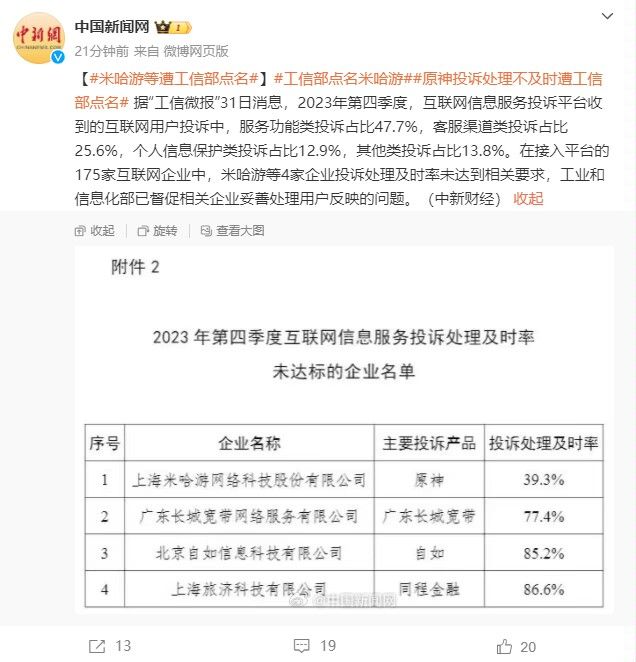 中新網
CHINANEWS.COM
中国新闻网 1
21分钟前 来自 微博网页版
【#米哈游等遭工信部点名#】#工信部点名米哈游##原神投诉处理不及时遭工信
部点名# 据“工信微报”31日消息，2023年第四季度，互联网信息服务投诉平台收
到的互联网用户投诉中，服务功能类投诉占比47.7%，客服渠道类投诉占比
25.6%，个人信息保护类投诉占比12.9%，其他类投诉占比13.8%。在接入平台的
175家互联网企业中，米哈游等4家企业投诉处理及时率未达到相关要求，工业和
信息化部已督促相关企业妥善处理用户反映的问题。（中新财经） 收起
收起 旋转 查看大图
附件 2
2023 年第四季度互联网信息服务投诉处理及时率
未达标的企业名单
序号 企业名称 主要投诉产品 投诉处理及时率
1 上海米哈游网络科技股份有限公司 原神 39.3%
2 广东长城宽带网络服务有限公司 广东长城宽带 77.4%
3 北京自如信息科技有限公司 自如 85.2%
4 上海旅济科技有限公司 同程金融 86.6%
@中国新闻网
13 19 20